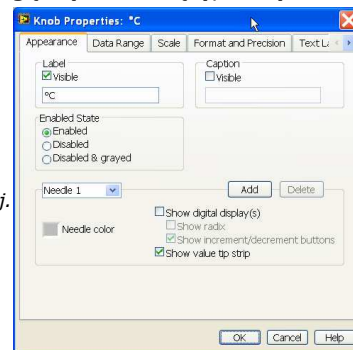 Knob Properties: °C
Appearance Data Range Scale Format and Precision Text La
Label
Visible
°C
Caption
Visible
Enabled State
Enabled
Disabled
Disabled & grayed
j.
Needle 1 Add Delete
Needle color
Show digital display(s)
Show radix
Show increment/decrement buttons
Show value tip strip
OK Cancel Help